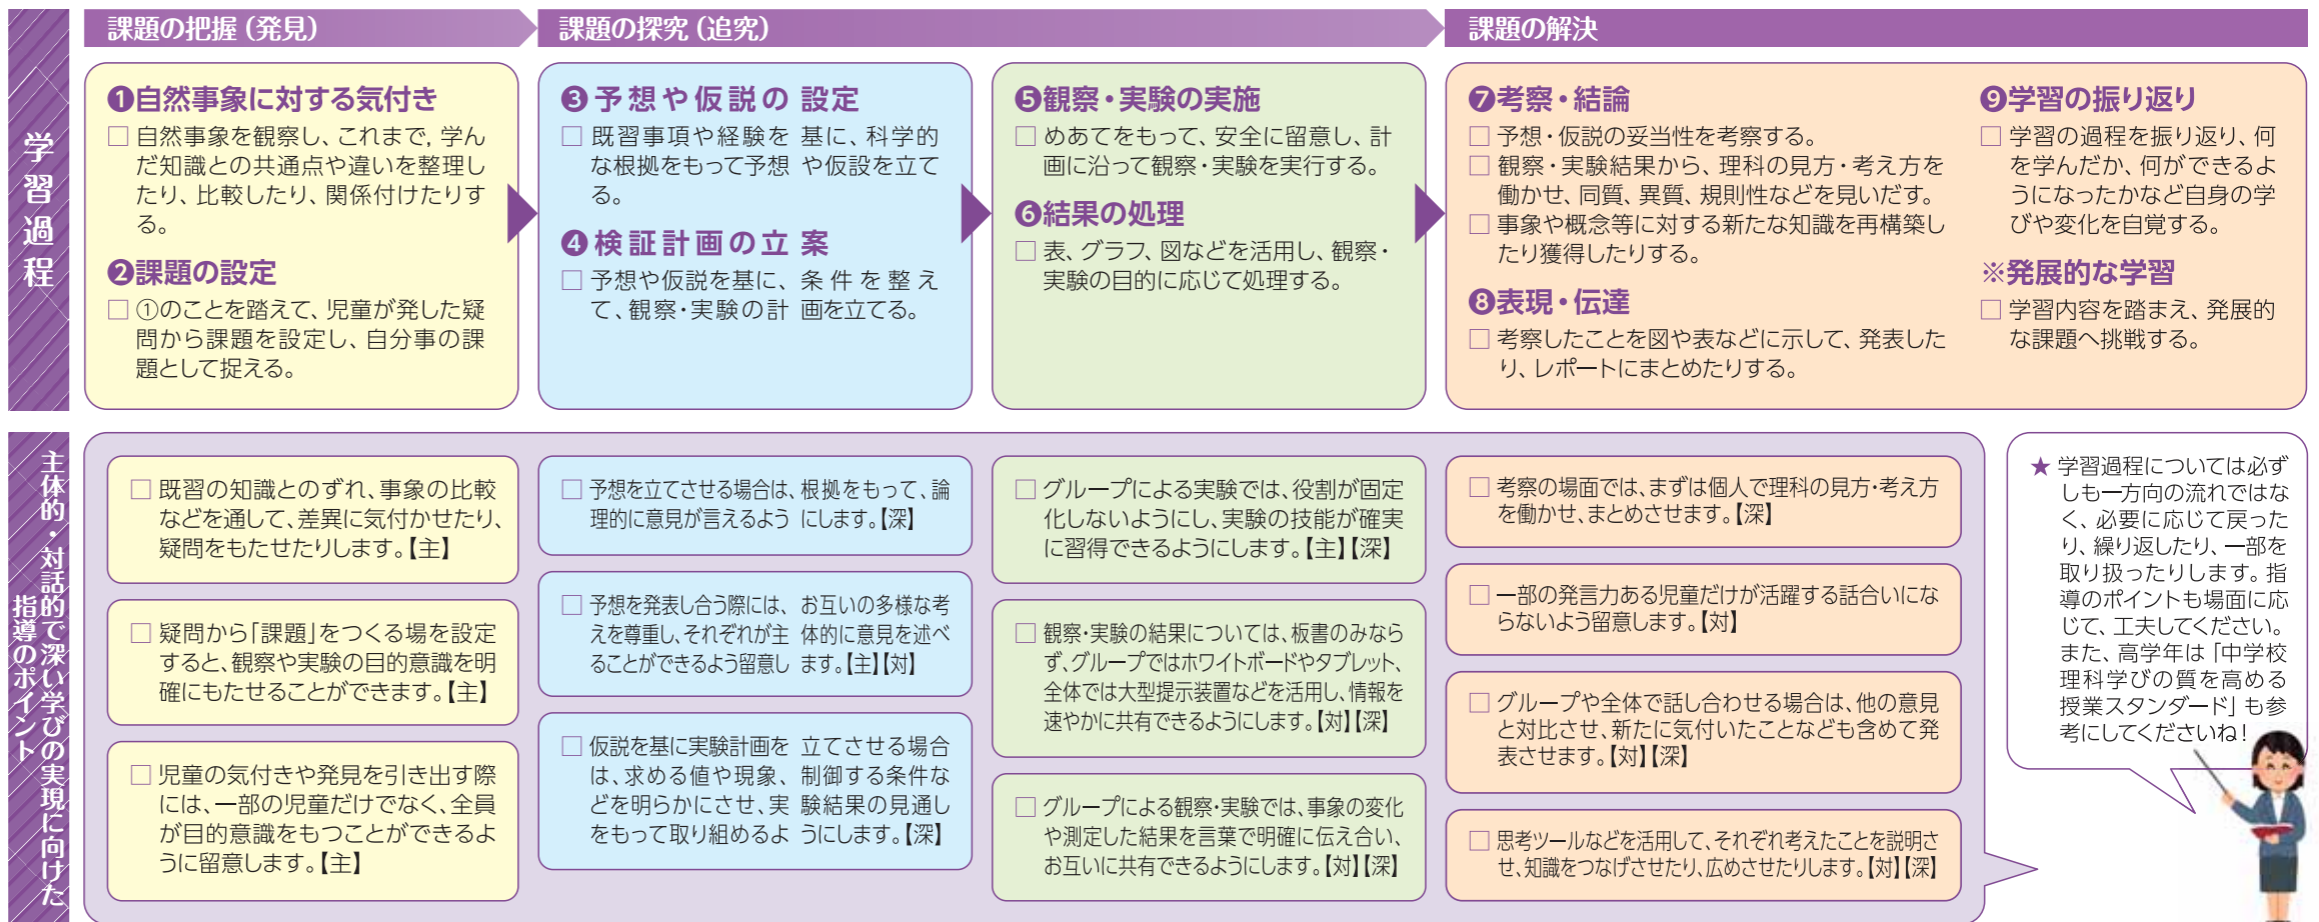 課題の把握（発見）
課題の探究（追究）
課題の解決
学習過程
❶自然事象に対する気付き
□ 自然事象を観察し、これまで，学ん
だ知識との共通点や違いを整理し
たり、比較したり、関係付けたりす
る。
❷課題の設定
□ ①のことを踏まえて、児童が発した疑
問から課題を設定し、自分事の課
題として捉える。
❸予想や仮説の 設定
□ 既習事項や経験を 基に、科学的
な根拠をもって予想 や仮設を立て
る。
❹検証計画の立 案
□ 予想や仮説を基に、 条件を整え
て、観察・実験の計 画を立てる。
❺観察・実験の実施
□ めあてをもって、安全に留意し、計
画に沿って観察・実験を実行する。
❻結果の処理
□ 表、グラフ、図などを活用し、観察・
実験の目的に応じて処理する。
❼考察・結論
□ 予想・仮説の妥当性を考察する。
□ 観察・実験結果から、理科の見方・考え方を
働かせ、同質、異質、規則性などを見いだす。
□ 事象や概念等に対する新たな知識を再構築し
たり獲得したりする。
❽表現・伝達
□ 考察したことを図や表などに示して、発表した
り、レポートにまとめたりする。
❾学習の振り返り
□ 学習の過程を振り返り、何
を学んだか、何ができるよ
うになったかなど自身の学
びや変化を自覚する。
※発展的な学習
□ 学習内容を踏まえ、発展的
な課題へ挑戦する。
主体的・対話的で深い学びの実現に向けた
指導のポイント
□ 既習の知識とのずれ、事象の比較
などを通して、差異に気付かせたり、
疑問をもたせたりします。【主】
□ 疑問から「課題」をつくる場を設定
すると、観察や実験の目的意識を明
確にもたせることができます。【主】
□ 児童の気付きや発見を引き出す際
には、一部の児童だけでなく、全員
が目的意識をもつことができるよ
うに留意します。【主】
□ 予想を立てさせる場合は、根拠をもって、論
理的に意見が言えるよう にします。【深】
□ 予想を発表し合う際には、 お互いの多様な考
えを尊重し、それぞれが主 体的に意見を述べ
ることができるよう留意し ます。【主】【対】
□ 仮説を基に実験計画を 立てさせる場合
は、求める値や現象、 制御する条件な
どを明らかにさせ、実 験結果の見通し
をもって取り組めるよ うにします。【深】
□ グループによる実験では、役割が固定
化しないようにし、実験の技能が確実
に習得できるようにします。【主】【深】
□ 観察・実験の結果については、板書のみなら
ず、グループではホワイトボードやタブレット、
全体では大型提示装置などを活用し、情報を
速やかに共有できるようにします。【対】【深】
□ グループによる観察・実験では、事象の変化
や測定した結果を言葉で明確に伝え合い、
お互いに共有できるようにします。【対】【深】
□ 考察の場面では、まずは個人で理科の見方・考え方
を働かせ、まとめさせます。【深】
□ 一部の発言力ある児童だけが活躍する話合いにな
らないよう留意します。【対】
□ グループや全体で話し合わせる場合は、他の意見
と対比させ、新たに気付いたことなども含めて発
表させます。【対】【深】
□ 思考ツールなどを活用して、それぞれ考えたことを説明さ
せ、知識をつなげさせたり、広めさせたりします。【対】【深】
★ 学習過程については必ず
しも一方向の流れではな
く、必要に応じて戻った
り、繰り返したり、一部を
取り扱ったりします。指
導のポイントも場面に応
じて、工夫してください。
また、高学年は「中学校
理科学びの質を高める
授業スタンダード」も参
考にしてくださいね！